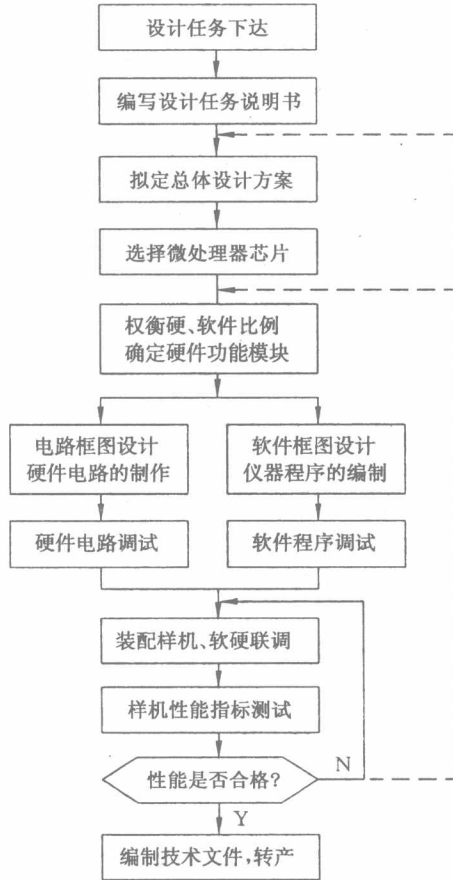 设计任务下达
编写设计任务说明书
拟定总体设计方案
选择微处理器芯片
权衡硬、软件比例
确定硬件功能模块
电路框图设计
硬件电路的制作
软件框图设计
仪器程序的编制
硬件电路调试
软件程序调试
装配样机、软硬联调
样机性能指标测试
性能是否合格?
N
Y
编制技术文件,转产